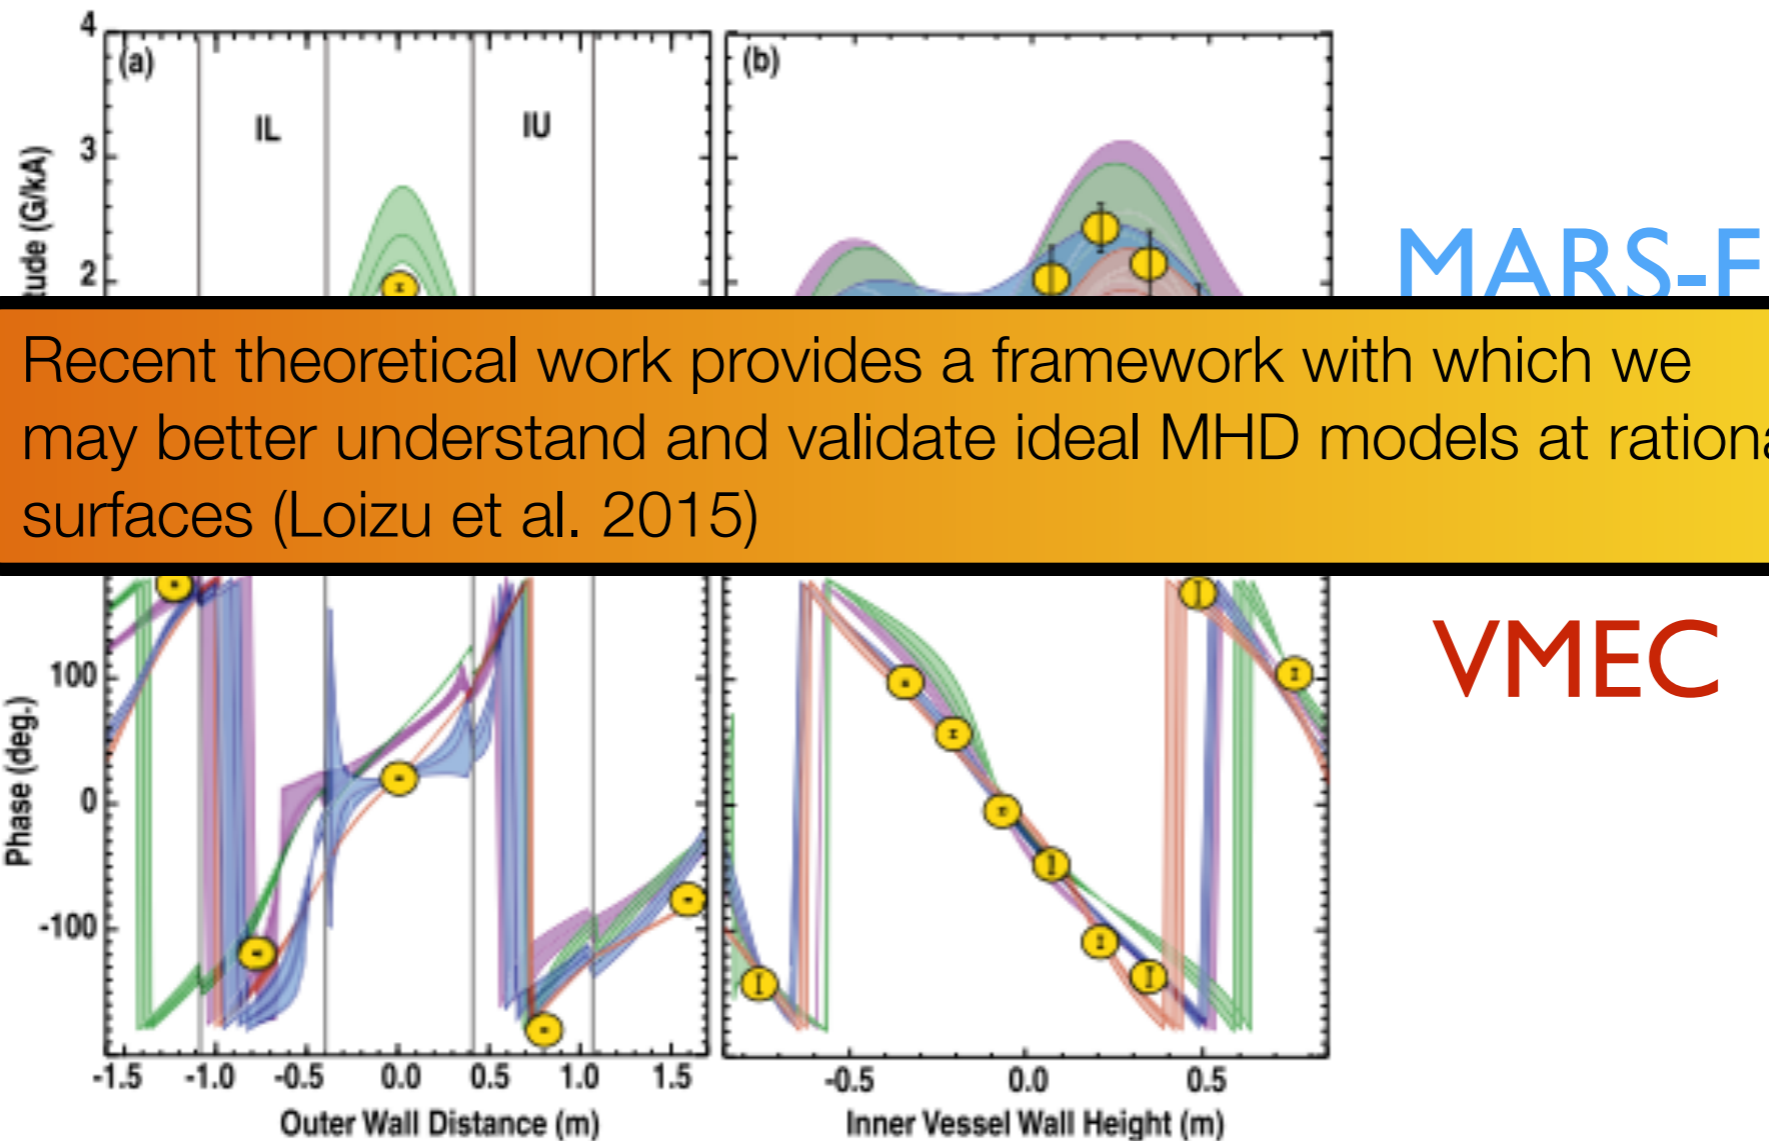 4
(a)
(b)
IL
IU
3
tude (G/kA)
MARS-F
2
Recent theoretical work provides a framework with which we
may better understand and validate ideal MHD models at rationa
surfaces (Loizu et al. 2015)
VMEC
100
Phase (deg.)
0
-100
-1.5 -1.0 -0.5 0.0 0.5 1.0 1.5
-0.5 0.0 0.5
Outer Wall Distance (m)
Inner Vessel Wall Height (m)